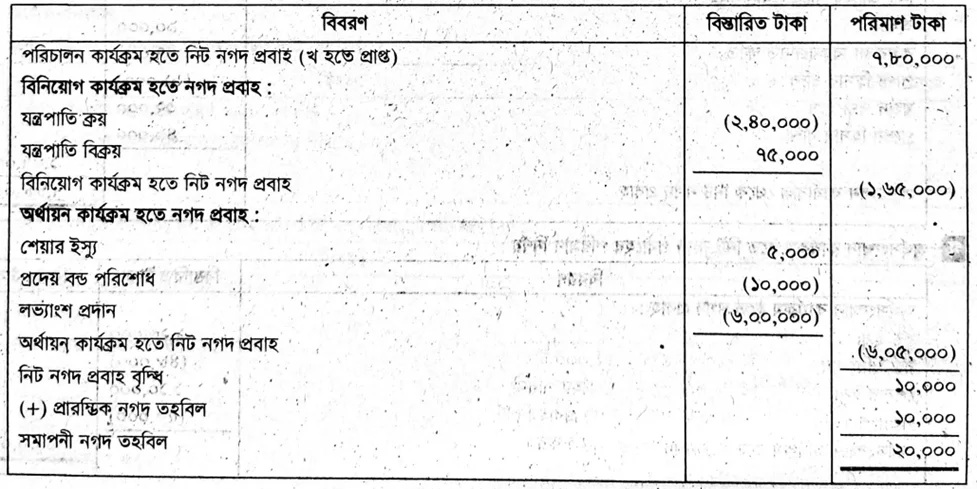 বিবরণ বিস্তারিত টাকা পরিমাণ টাকা
পরিচালন কার্যক্রম হতে নিট নগদ প্রবাহ (খ হতে প্রাপ্ত) ৭,৮০,০০০
বিনিয়োগ কার্যক্রম হতে নগদ প্রবাহ :
যন্ত্রপাতি ক্রয় (২,৪০,০০০)
যন্ত্রপাতি বিক্রয় ৭৫,০০০
বিনিয়োগ কার্যক্রম হতে নিট নগদ প্রবাহ (১,৬৫,০০০)
অর্থায়ন কার্যক্রম হতে নগদ প্রবাহ :
শেয়ার ইস্যু ৫,০০০
প্রদেয় বন্ড পরিশোধ (১০,০০০)
লভ্যাংশ প্রদান (৬,০০,০০০)
অর্থায়ন কার্যক্রম হতে নিট নগদ প্রবাহ (৬,০৫,০০০)
নিট নগদ প্রবাহ বৃদ্ধি ১০,০০০
(+) প্রারম্ভিক নগদ তহবিল ১০,০০০
সমাপনী নগদ তহবিল ২০,০০০